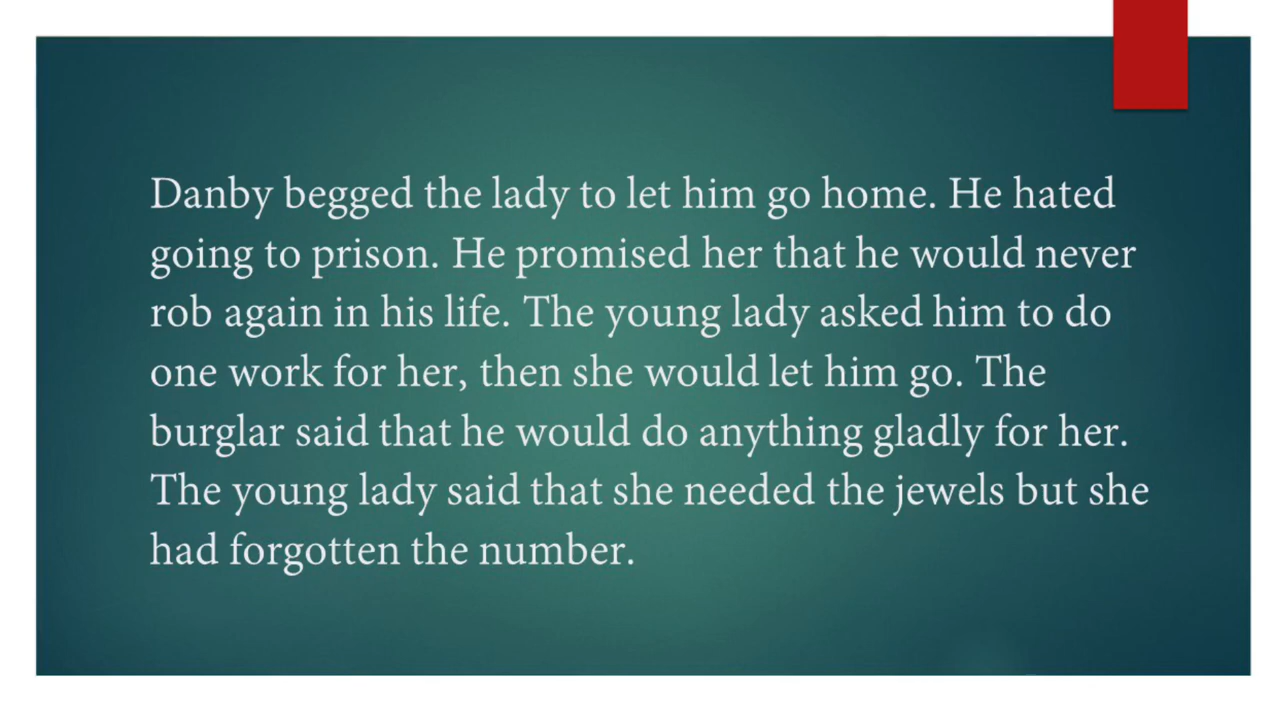 Danby begged the lady to let him go home. He hated
going to prison. He promised her that he would never
rob again in his life. The young lady asked him to do
one work for her, then she would let him go. The
burglar said that he would do anything gladly for her.
The young lady said that she needed the jewels but she
had forgotten the number.